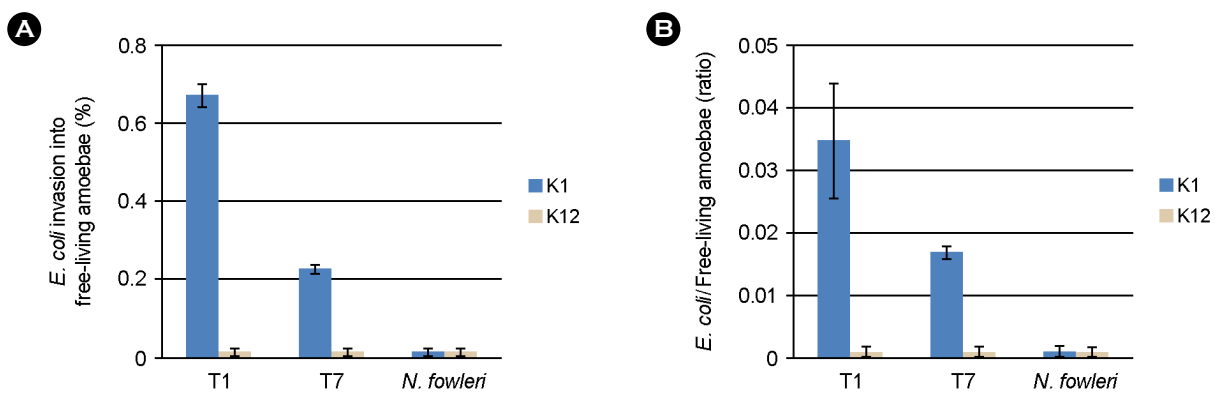 A
E. coli invasion into
free-living amoebae (%)
0.8
0.6
0.4
0.2
0
T1
T7
N. fowleri
K1
K12
B
E. coli/Free-living amoebae (ratio)
0.05
0.04
0.03
0.02
0.01
0
T1
T7
N. fowleri
K1
K12